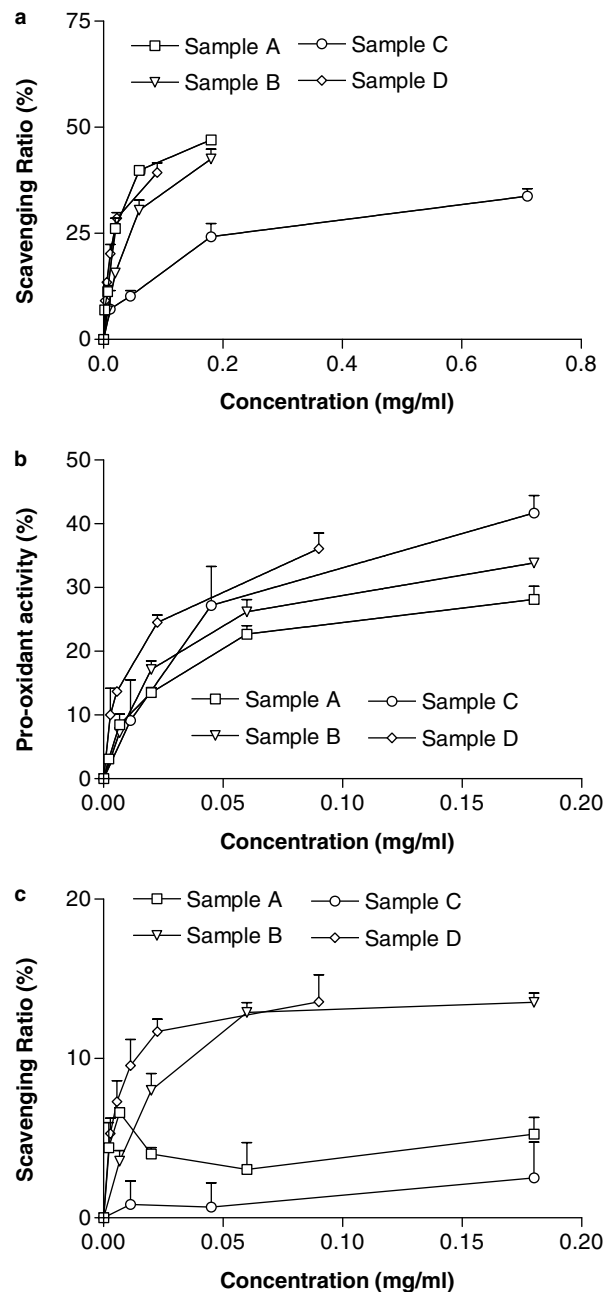 a
75
50
25
0
Scavenging Ratio (%)
Sample A
Sample B
Sample C
Sample D
0.0 0.2 0.4 0.6 0.8
Concentration (mg/ml)
b
50
40
30
20
10
0
Pro-oxidant activity (%)
Sample A
Sample B
Sample C
Sample D
0.00 0.05 0.10 0.15 0.20
Concentration (mg/ml)
c
20
10
0
Scavenging Ratio (%)
Sample A
Sample B
Sample C
Sample D
0.00 0.05 0.10 0.15 0.20
Concentration (mg/ml)